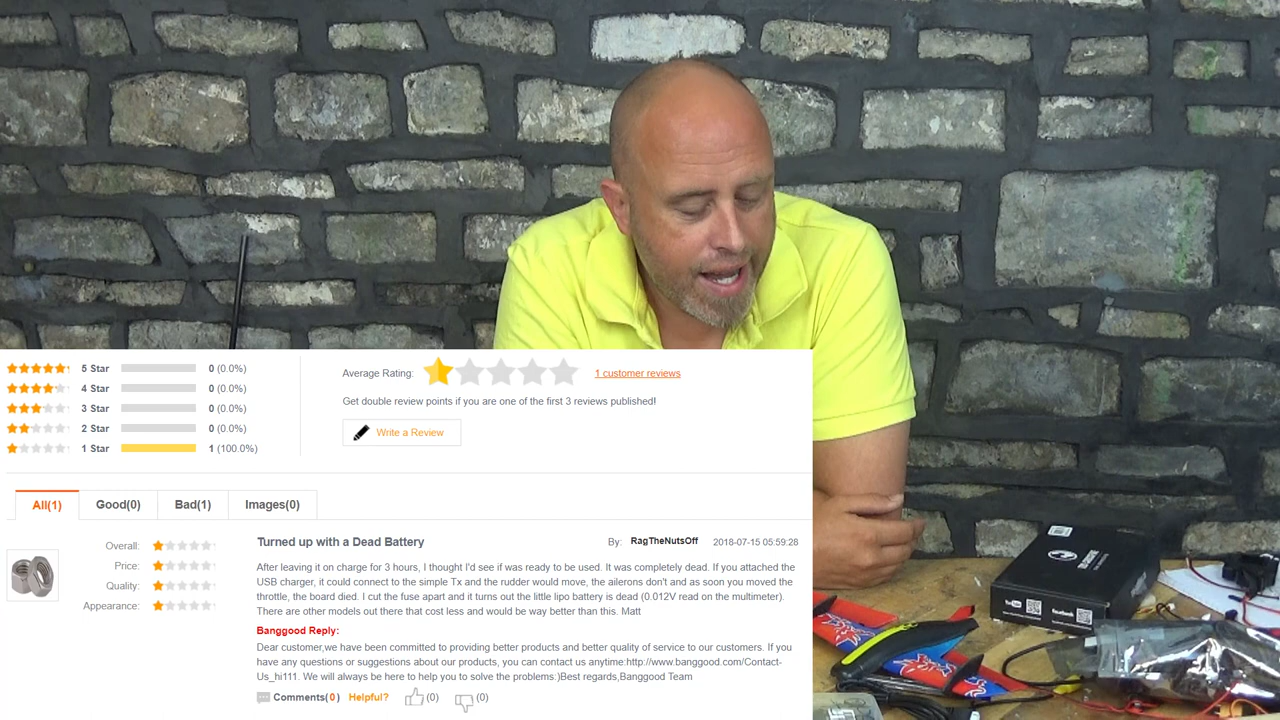 5 Star 0 (0.0%)
4 Star 0 (0.0%)
3 Star 0 (0.0%)
2 Star 0 (0.0%)
1 Star 1 (100.0%)
Average Rating: 1 customer reviews
Get double review points if you are one of the first 3 reviews published!
Write a Review
All(1) Good(0) Bad(1) Images(0)
Overall:
Price:
Quality:
Appearance:
Turned up with a Dead Battery By: RagTheNutsOff 2018-07-15 05:59:28
After leaving it on charge for 3 hours, I thought I'd see if was ready to be used. It was completely dead. If you attached the
USB charger, it could connect to the simple Tx and the rudder would move, the ailerons don't and as soon you moved the
throttle, the board died. I cut the fuse apart and it turns out the little lipo battery is dead (0.012V read on the multimeter).
There are other models out there that cost less and would be way better than this. Matt
Banggood Reply:
Dear customer,we have been committed to providing better products and better quality of service to our customers. If you
have any questions or suggestions about our products, you can contact us anytime:http://www.banggood.com/Contact-
Us_hi111. We will always be here to help you to solve the problems:)Best regards,Banggood Team
Comments(0) Helpful? (0) (0)
YouTube
facebook